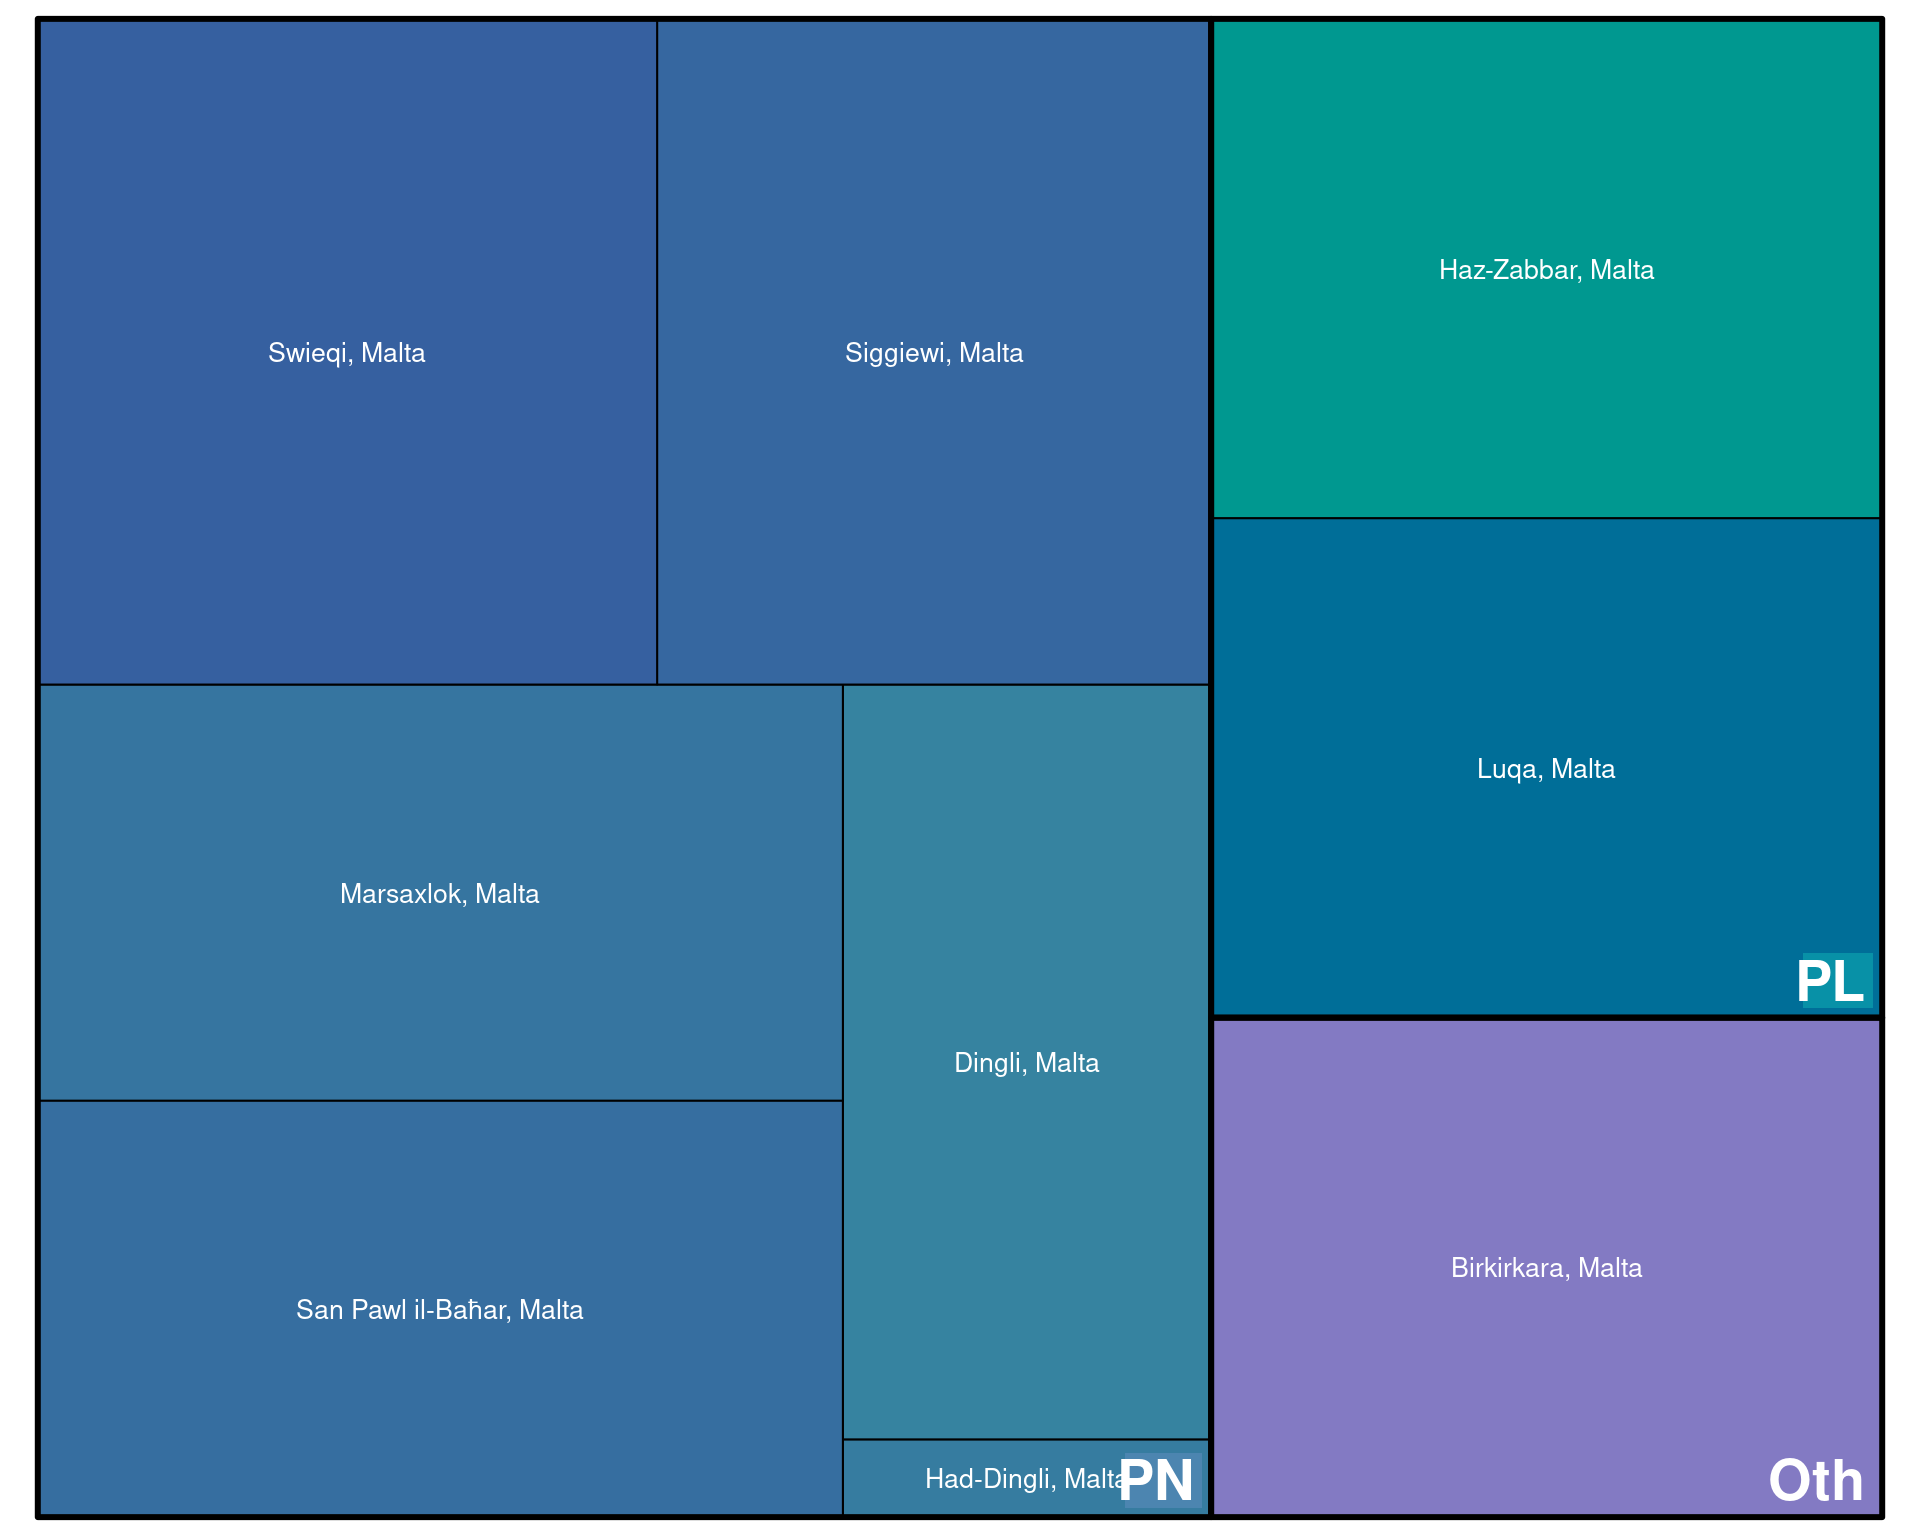 Swieqi, Malta
Siggiewi, Malta
Haz-Zabbar, Malta
Luqa, Malta
PL
Marsaxlok, Malta
Dingli, Malta
San Pawl il-Baħar, Malta
Had-Dingli, Malta
PN
Birkirkara, Malta
Oth